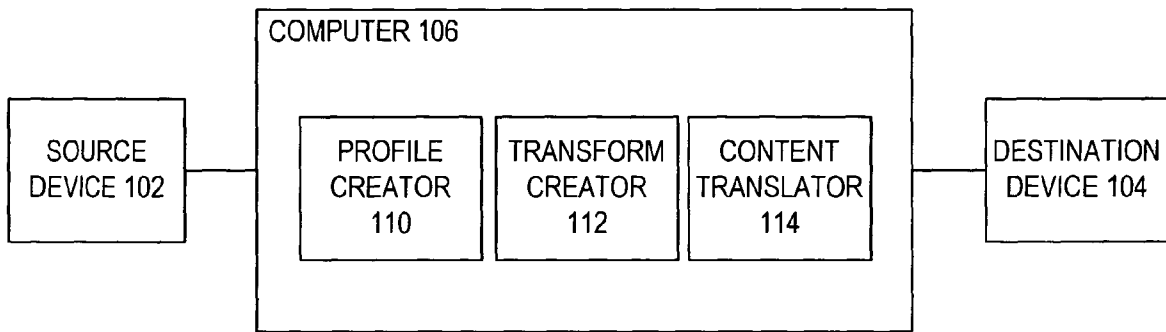 COMPUTER 106
SOURCE
DEVICE 102
PROFILE
CREATOR
110
TRANSFORM
CREATOR
112
CONTENT
TRANSLATOR
114
DESTINATION
DEVICE 104